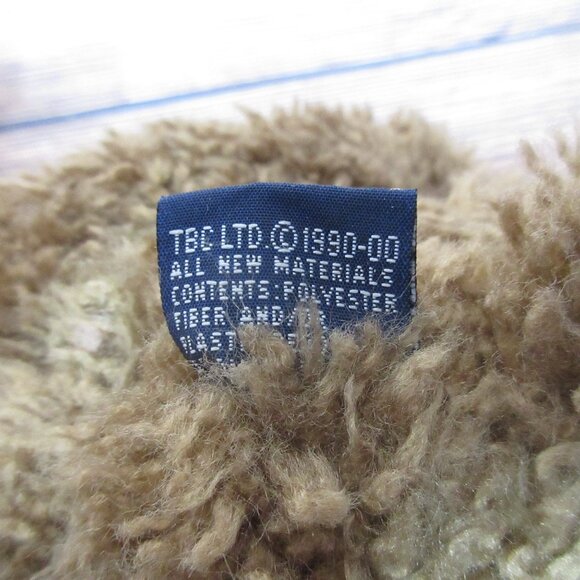 TBC LTD.©1990-00
ALL NEW MATERIALS
CONTENTS:POLYESTER
FIBER AND